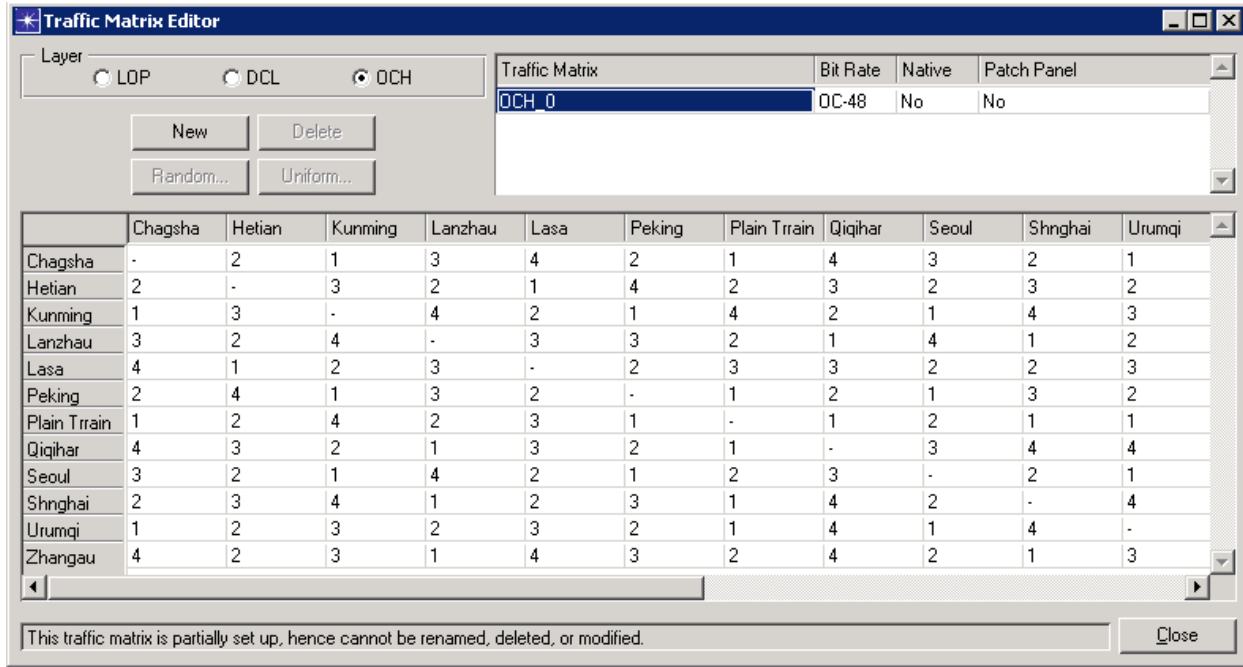 Traffic Matrix Editor
Layer
LOP DCL OCH
New Delete
Random... Uniform...
Traffic Matrix Bit Rate Native Patch Panel
OCH_0 OC-48 No No
Chagsha Hetian Kunming Lanzhau Lasa Peking Plain Trrain Qiqihar Seoul Shnghai Urumqi
Chagsha - 2 1 3 4 2 1 4 3 2 1
Hetian 2 - 3 2 1 4 2 3 2 3 2
Kunming 1 3 - 4 2 1 4 2 1 4 3
Lanzhau 3 2 4 - 3 3 2 1 4 1 2
Lasa 4 1 2 3 - 2 3 3 2 2 3
Peking 2 4 1 3 2 - 1 2 1 3 2
Plain Trrain 1 2 4 2 3 1 - 1 2 1 1
Qiqihar 4 3 2 1 3 2 1 - 3 4 4
Seoul 3 2 1 4 2 1 2 3 - 2 1
Shnghai 2 3 4 1 2 3 1 4 2 - 4
Urumqi 1 2 3 2 3 2 1 4 1 4 -
Zhangau 4 2 3 1 4 3 2 4 2 1 3
This traffic matrix is partially set up, hence cannot be renamed, deleted, or modified.
Close